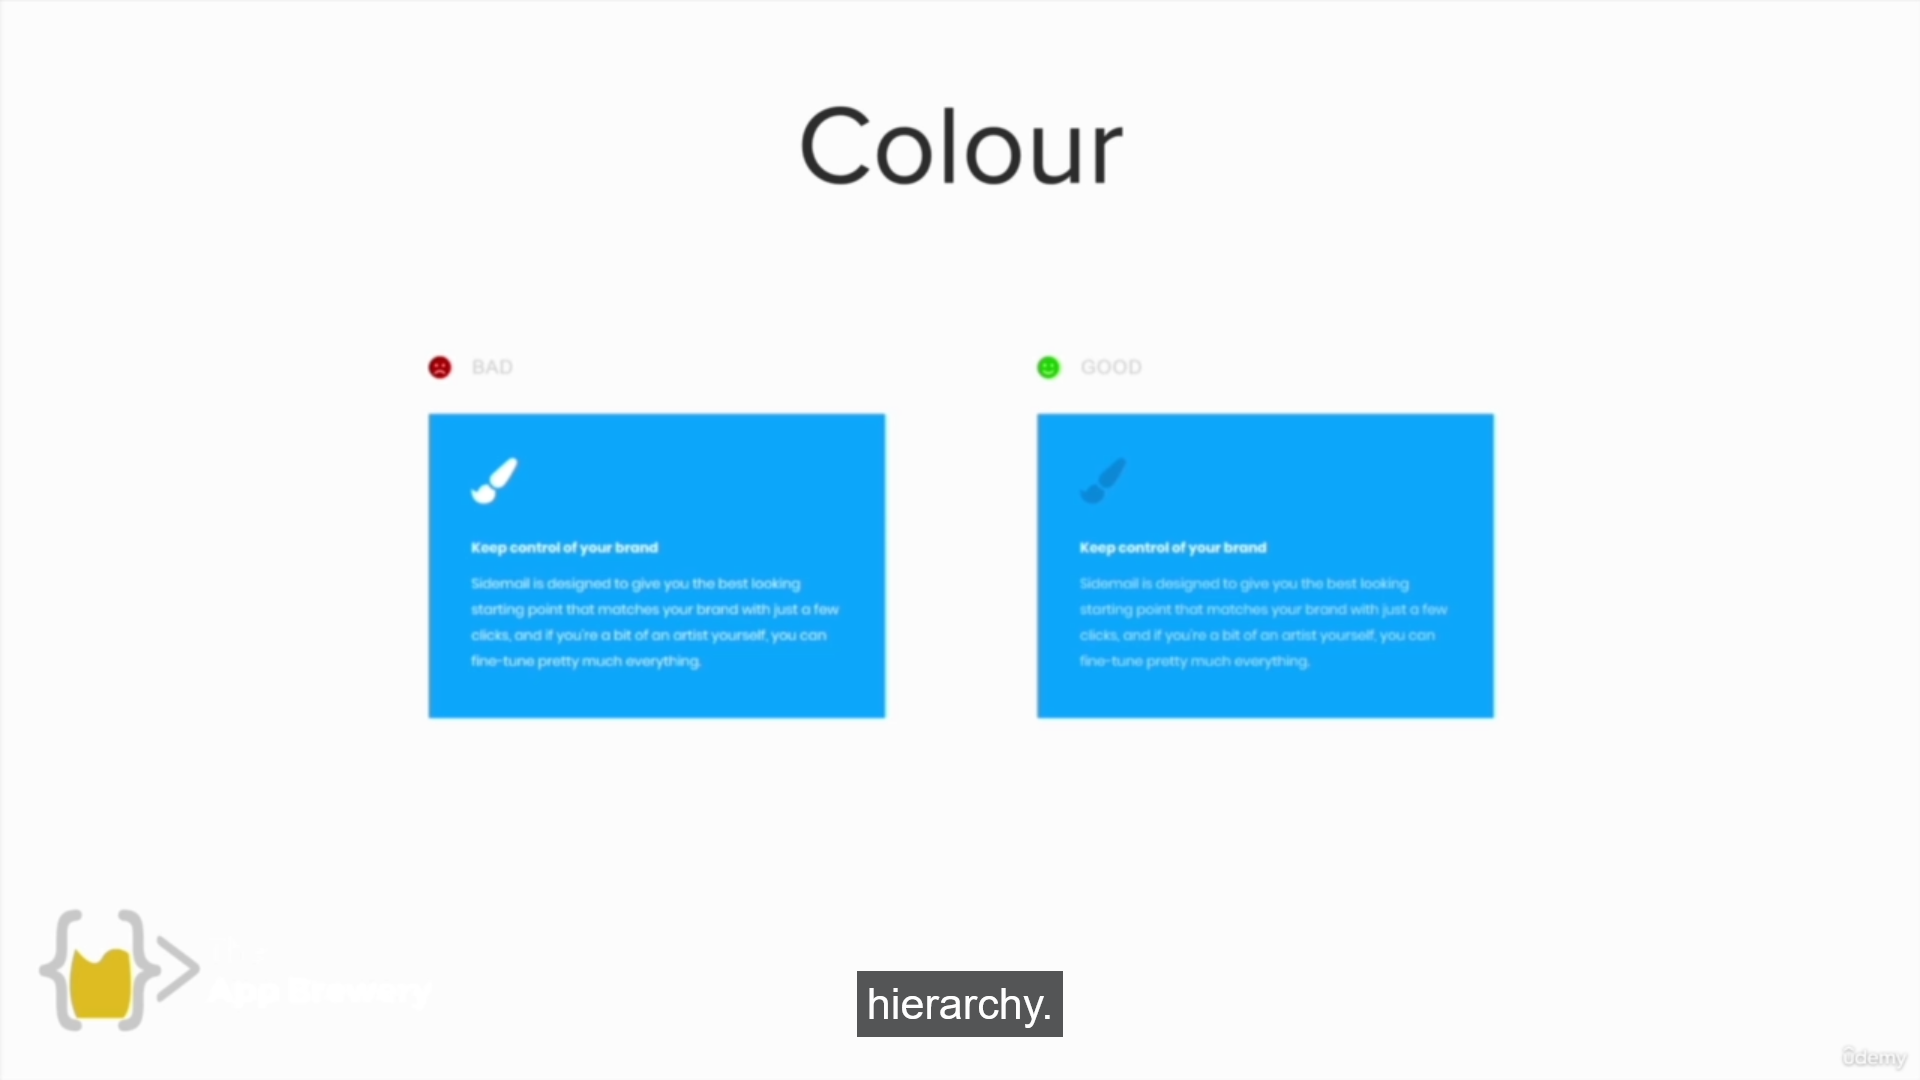 Colour
BAD
Keep control of your brand
Sidemail is designed to give you the best looking
starting point that matches your brand with just a few
clicks, and if you're a bit of an artist yourself, you can
fine-tune pretty much everything.
GOOD
Keep control of your brand
Sidemail is designed to give you the best looking
starting point that matches your brand with just a few
clicks, and if you're a bit of an artist yourself, you can
fine-tune pretty much everything.
The
App Brewery
hierarchy.
udemy